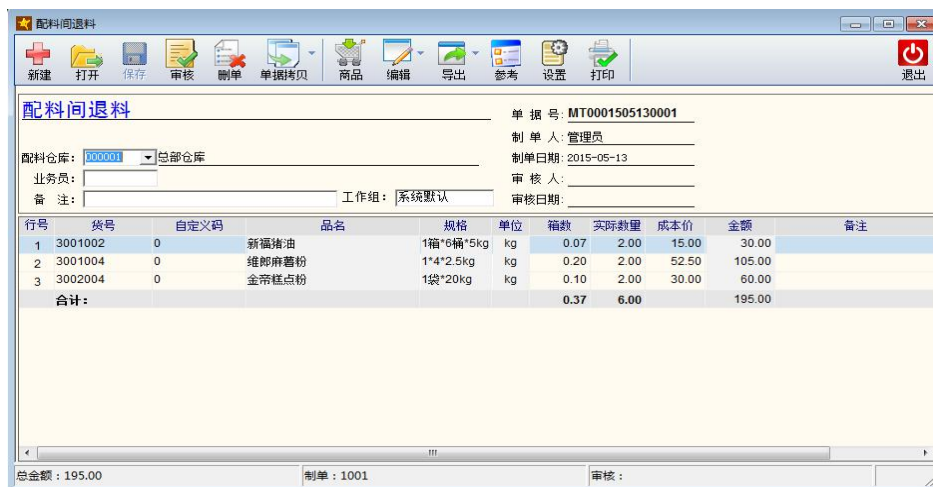 配料间退料
新建 打开 保存 审核 删单 单据拷贝 商品 编辑 导出 参考 设置 打印 退出
配料间退料
单 据 号: MT0001505130001
制 单 人: 管理员
配料仓库: 000001 总部仓库
制单日期: 2015-05-13
业务员:
审 核 人:
备 注: 工作组: 系统默认
审核日期:
行号 货号 自定义码 品名 规格 单位 箱数 实际数量 成本价 金额 备注
1 3001002 0 新福猪油 1箱*6桶*5kg kg 0.07 2.00 15.00 30.00
2 3001004 0 维郎麻薯粉 1*4*2.5kg kg 0.20 2.00 52.50 105.00
3 3002004 0 金帝糕点粉 1袋*20kg kg 0.10 2.00 30.00 60.00
合计: 0.37 6.00 195.00
总金额:195.00 制单:1001 审核: